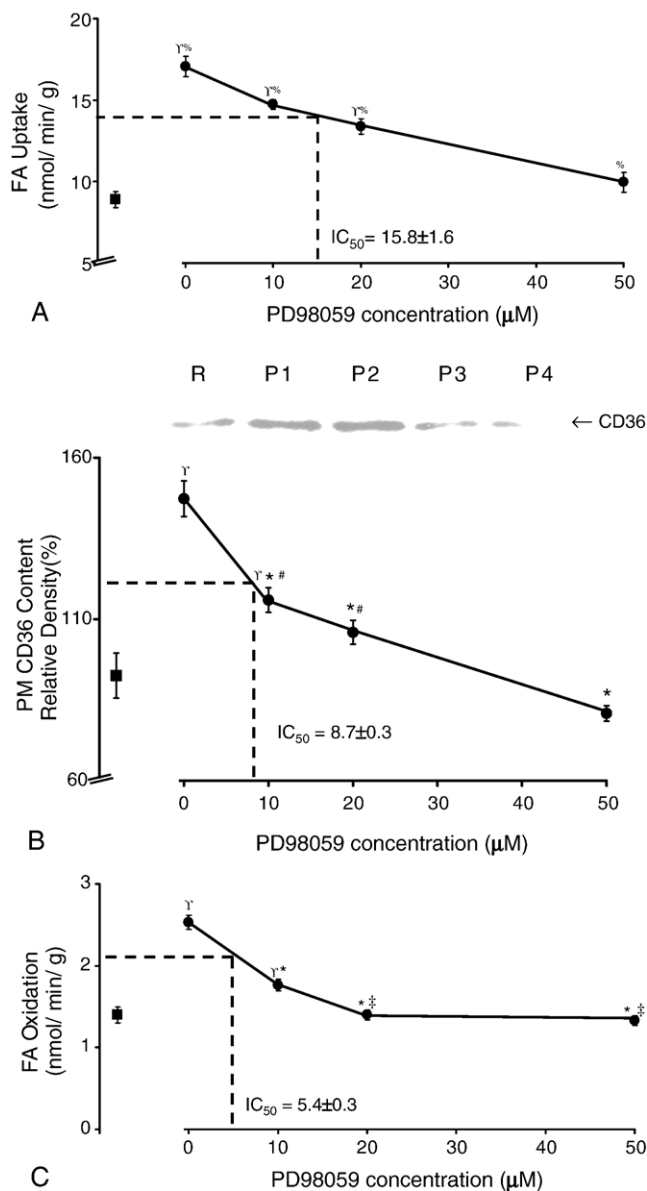 20
ϒ%
ϒ%
ϒ%
%
15
10
5
FA Uptake
(nmol/ min/ g)
IC50= 15.8±1.6
0 10 20 30 40 50
A
PD98059 concentration (μM)
R P1 P2 P3 P4
← CD36
160
ϒ
ϒ * #
* #
*
110
60
PM CD36 Content
Relative Density(%)
IC50 = 8.7±0.3
0 10 20 30 40 50
B
PD98059 concentration (μM)
3
ϒ
ϒ *
* ‡
* ‡
2
1
0
FA Oxidation
(nmol/ min/ g)
IC50 = 5.4±0.3
0 10 20 30 40 50
C
PD98059 concentration (μM)